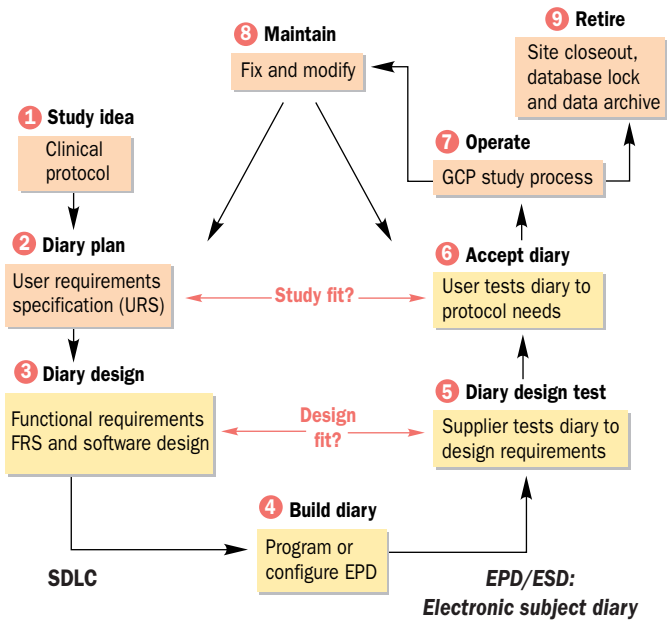 1 Study idea
Clinical
protocol
2 Diary plan
User requirements
specification (URS)
3 Diary design
Functional requirements
FRS and software design
4 Build diary
Program or
configure EPD
5 Diary design test
Supplier tests diary to
design requirements
6 Accept diary
User tests diary to
protocol needs
7 Operate
GCP study process
8 Maintain
Fix and modify
9 Retire
Site closeout,
database lock
and data archive
Study fit?
Design
fit?
SDLC
EPD/ESD:
Electronic subject diary